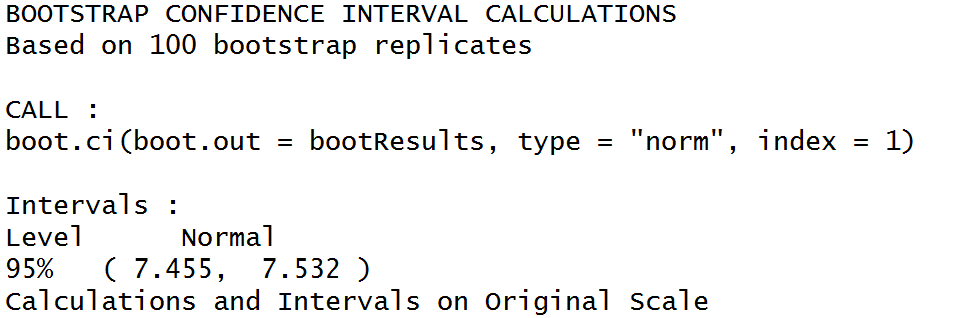 BOOTSTRAP CONFIDENCE INTERVAL CALCULATIONS
Based on 100 bootstrap replicates

CALL :
boot.ci(boot.out = bootResults, type = "norm", index = 1)

Intervals :
Level      Normal
95%   ( 7.455,  7.532 )
Calculations and Intervals on Original Scale